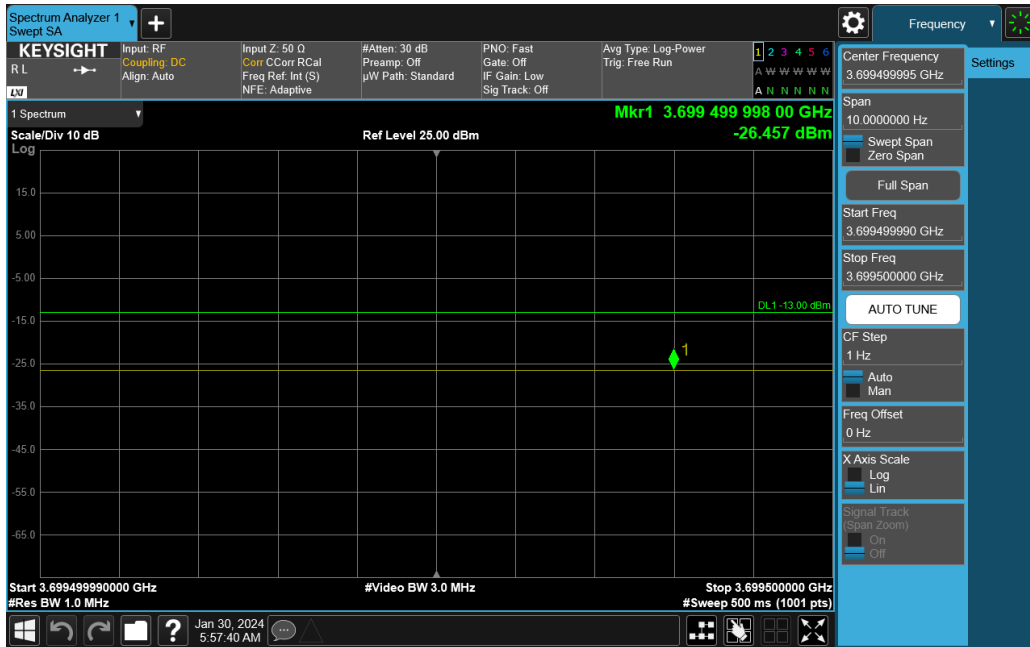 Spectrum Analyzer 1
Swept SA
+
Frequency
KEYSIGHT
R L
LXI
Input: RF
Coupling: DC
Align: Auto
Input Z: 50 Ω
Corr CCorr RCal
Freq Ref: Int (S)
NFE: Adaptive
#Atten: 30 dB
Preamp: Off
µW Path: Standard
PNO: Fast
Gate: Off
IF Gain: Low
Sig Track: Off
Avg Type: Log-Power
Trig: Free Run
1 2 3 4 5 6
A W W W W W
A N N N N N
1 Spectrum
Mkr1 3.699 499 998 00 GHz
Scale/Div 10 dB
Ref Level 25.00 dBm
-26.457 dBm
Log
15.0
5.00
-5.00
DL1 -13.00 dBm
-15.0
1
-25.0
-35.0
-45.0
-55.0
-65.0
Start 3.699499990000 GHz
#Video BW 3.0 MHz
Stop 3.699500000 GHz
#Res BW 1.0 MHz
#Sweep 500 ms (1001 pts)
?
Jan 30, 2024
5:57:40 AM
Center Frequency
3.699499995 GHz
Settings
Span
10.0000000 Hz
Swept Span
Zero Span
Full Span
Start Freq
3.699499990 GHz
Stop Freq
3.699500000 GHz
AUTO TUNE
CF Step
1 Hz
Auto
Man
Freq Offset
0 Hz
X Axis Scale
Log
Lin
Signal Track
(Span Zoom)
On
Off